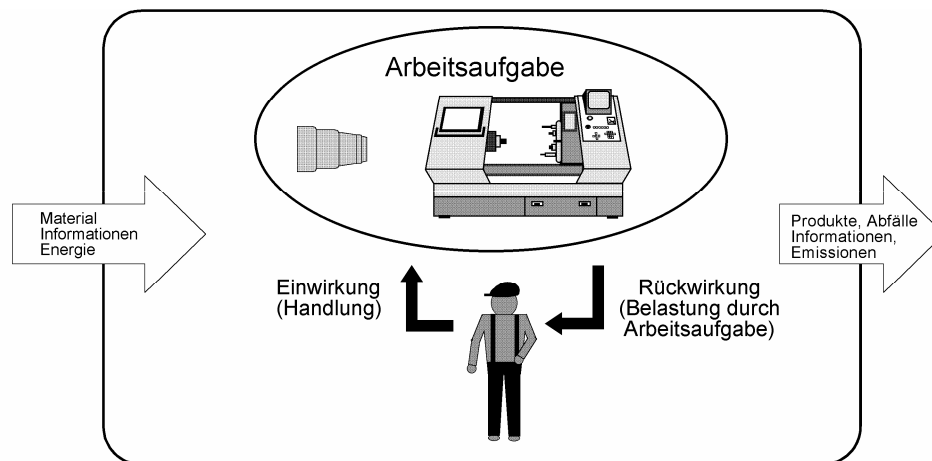 Arbeitsaufgabe
Material
Informationen
Energie
Produkte, Abfälle
Informationen,
Emissionen
Einwirkung
(Handlung)
Rückwirkung
(Belastung durch
Arbeitsaufgabe)